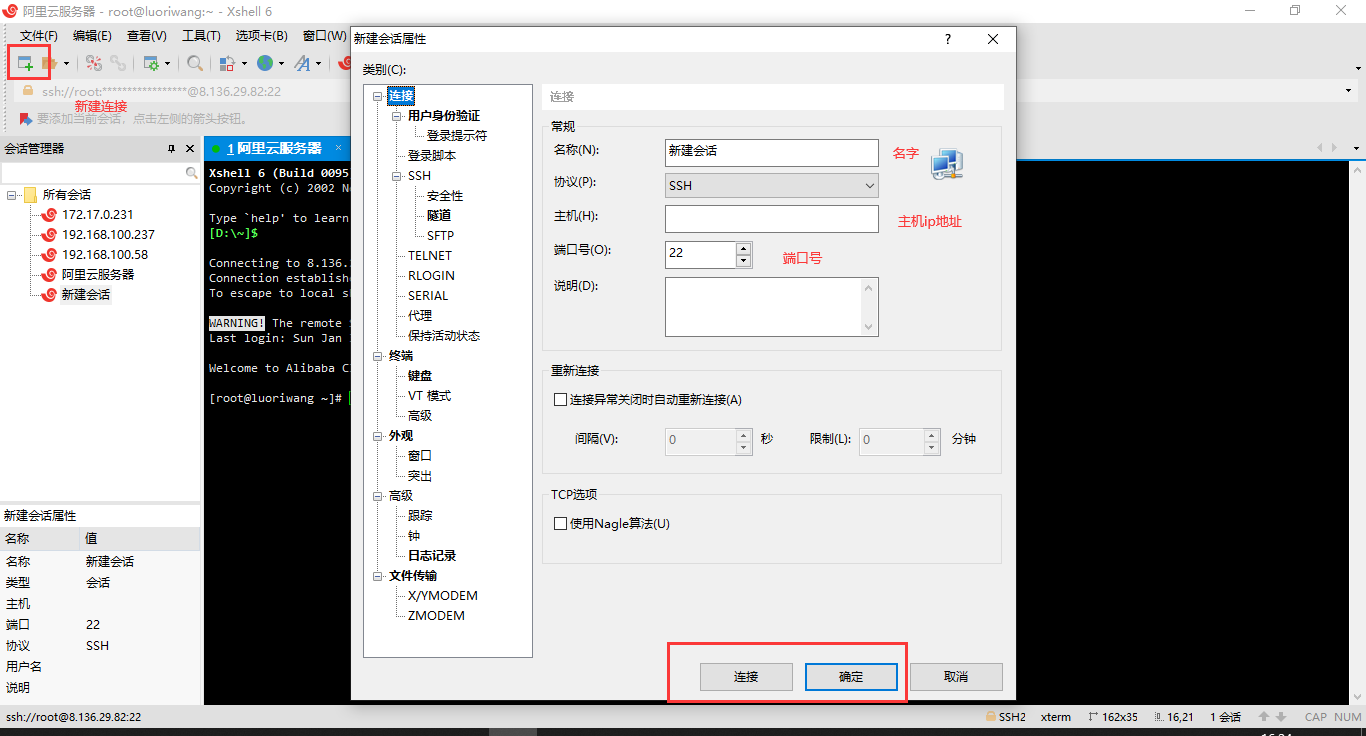 阿里云服务器 - root@luoriwang:~ - Xshell 6
文件(F) 编辑(E) 查看(V) 工具(T) 选项卡(B) 窗口(W)
ssh://root:*****************@8.136.29.82:22
新建连接
要添加当前会话，点击左侧的箭头按钮。
会话管理器
所有会话
172.17.0.231
192.168.100.237
192.168.100.58
阿里云服务器
新建会话
新建会话属性
名称 值
名称 新建会话
类型 会话
主机
端口 22
协议 SSH
用户名
说明
1 阿里云服务器 ×
Xshell 6 (Build 0095
Copyright (c) 2002 Ne
Type `help' to learn
[D:\~]$
Connecting to 8.136.
Connection establish
To escape to local s
WARNING! The remote
Last login: Sun Jan
Welcome to Alibaba C
[root@luoriwang ~]#
新建会话属性 ?
类别(C):
连接
用户身份验证
登录提示符
登录脚本
SSH
安全性
隧道
SFTP
TELNET
RLOGIN
SERIAL
代理
保持活动状态
终端
键盘
VT 模式
高级
外观
窗口
突出
高级
跟踪
钟
日志记录
文件传输
X/YMODEM
ZMODEM
连接
常规
名称(N): 新建会话 名字
协议(P): SSH
主机(H): 主机ip地址
端口号(O): 22 端口号
说明(D):
重新连接
连接异常关闭时自动重新连接(A)
间隔(V): 0 秒 限制(L): 0 分钟
TCP选项
使用Nagle算法(U)
连接 确定 取消
ssh://root@8.136.29.82:22 SSH2 xterm 162x35 16,21 1 会话 CAP NUM